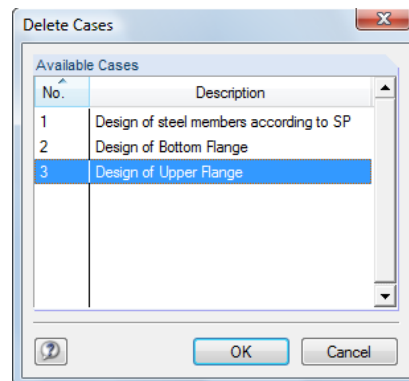 Delete Cases
Available Cases
No. Description
1 Design of steel members according to SP
2 Design of Bottom Flange
3 Design of Upper Flange
OK Cancel